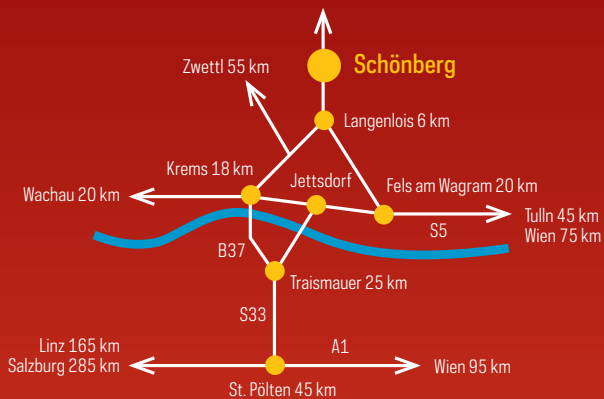 Schönberg
Zwettl 55 km
Langenlois 6 km
Krems 18 km
Jettsdorf
Fels am Wagram 20 km
Wachau 20 km
Tulln 45 km
Wien 75 km
S5
B37
Traismauer 25 km
S33
Linz 165 km
Salzburg 285 km
A1
Wien 95 km
St. Pölten 45 km